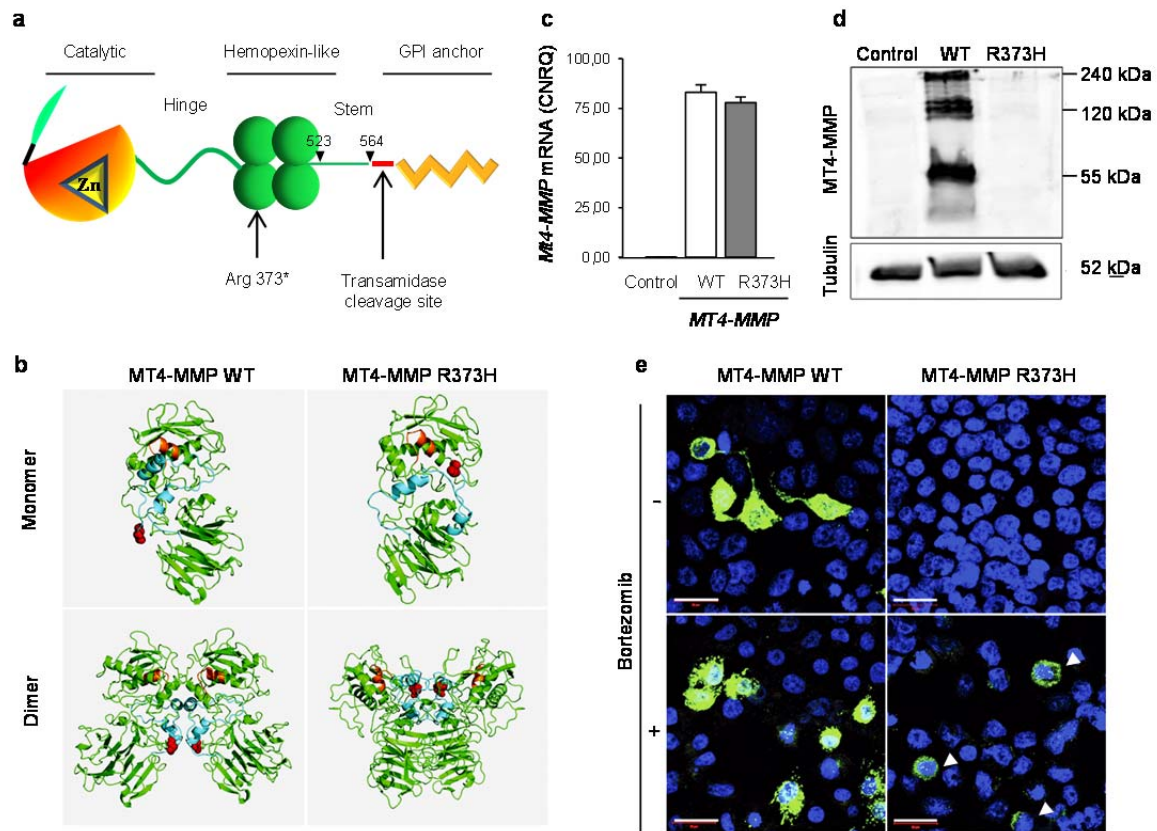 a
Catalytic
Hemopexin-like
GPI anchor
Hinge
Stem
523
564
Zn
Arg 373*
Transamidase
cleavage site
b
MT4-MMP WT
MT4-MMP R373H
Monomer
Dimer
c
Mt4-MMP mRNA (CNRQ)
100,00
75,00
50,00
25,00
0,00
Control
WT
R373H
MT4-MMP
d
Control
WT
R373H
MT4-MMP
240 kDa
120 kDa
55 kDa
Tubulin
52 kDa
e
MT4-MMP WT
MT4-MMP R373H
Bortezomib
-
+